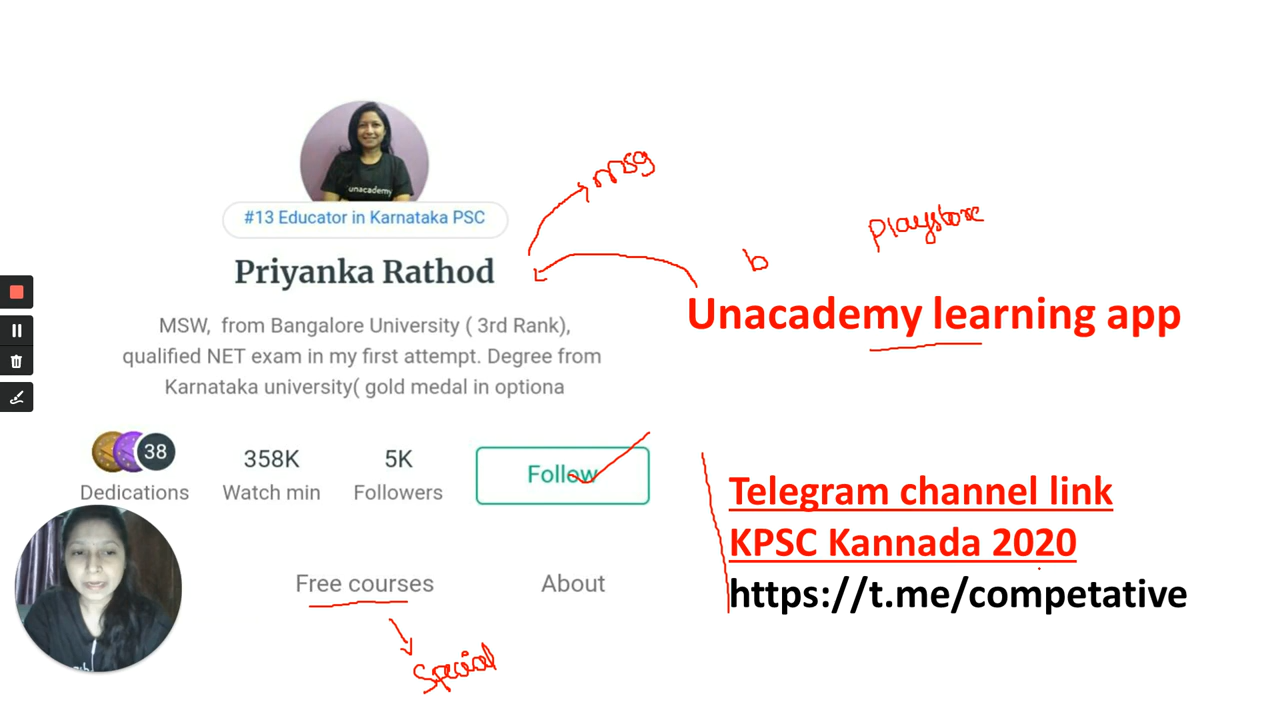 unacademy
#13 Educator in Karnataka PSC
Priyanka Rathod
MSW, from Bangalore University ( 3rd Rank),
qualified NET exam in my first attempt. Degree from
Karnataka university( gold medal in optiona
38
Dedications
358K
Watch min
5K
Followers
Follow
Free courses
About
Special
msg
b
Playstore
Unacademy learning app
Telegram channel link
KPSC Kannada 2020
https://t.me/competative